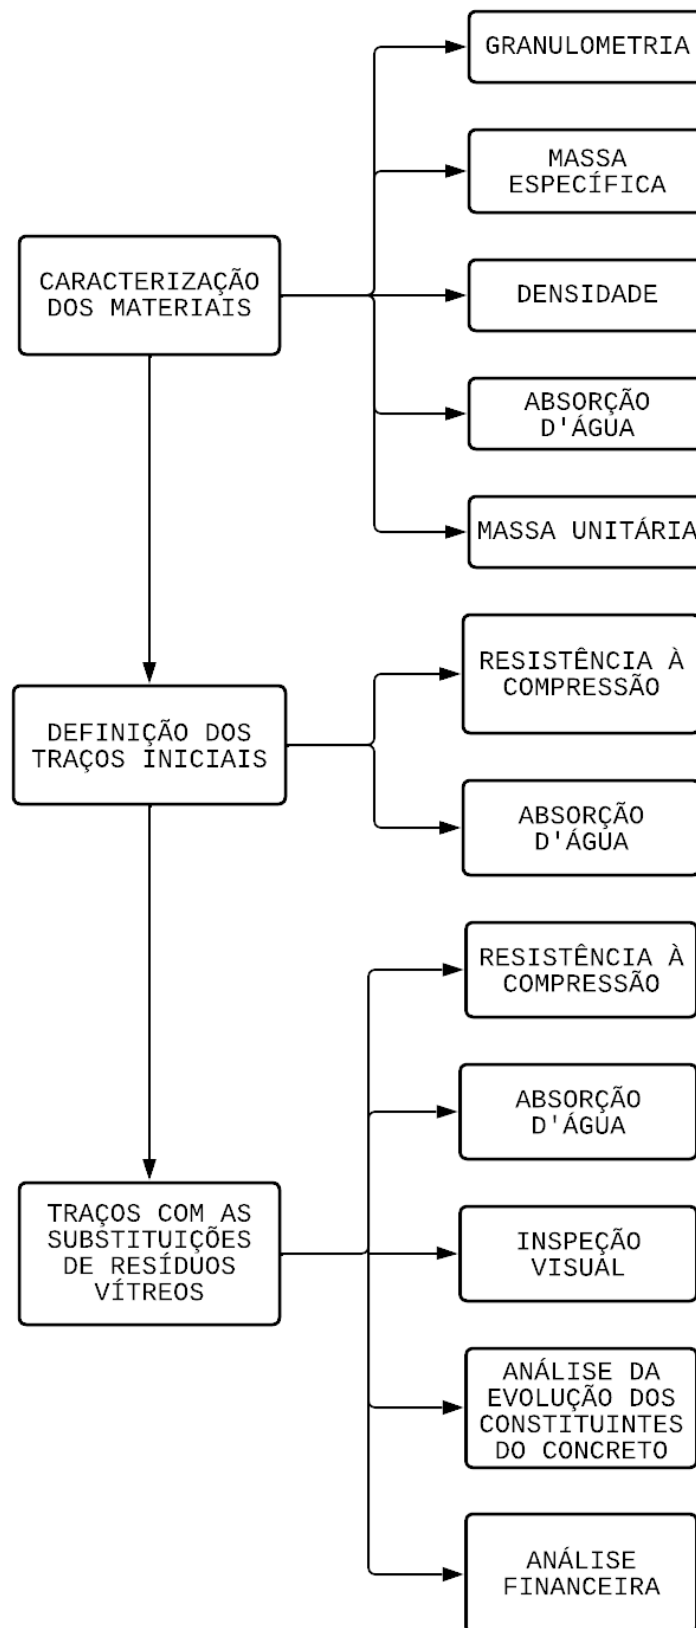 GRANULOMETRIA
MASSA
ESPECÍFICA
CARACTERIZAÇÃO
DOS MATERIAIS
DENSIDADE
ABSORÇÃO
D'ÁGUA
MASSA UNITÁRIA
DEFINIÇÃO DOS
TRAÇOS INICIAIS
RESISTÊNCIA À
COMPRESSÃO
ABSORÇÃO
D'ÁGUA
TRAÇOS COM AS
SUBSTITUIÇÕES
DE RESÍDUOS
VÍTREOS
RESISTÊNCIA À
COMPRESSÃO
ABSORÇÃO
D'ÁGUA
INSPEÇÃO
VISUAL
ANÁLISE DA
EVOLUÇÃO DOS
CONSTITUINTES
DO CONCRETO
ANÁLISE
FINANCEIRA